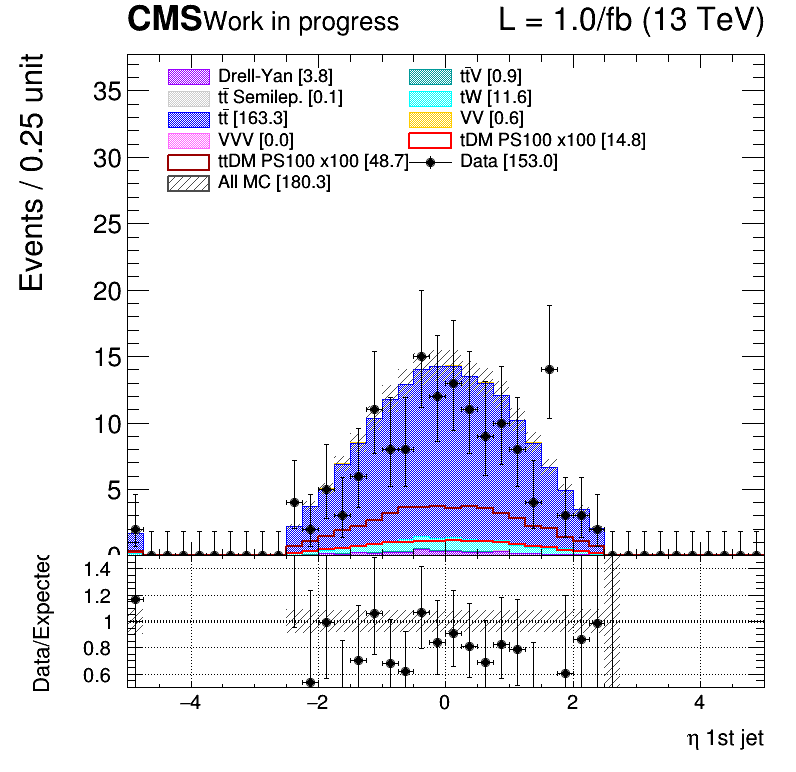 CMS Work in progress L = 1.0/fb (13 TeV)
Events / 0.25 unit
35
30
25
20
15
10
5
0
Drell-Yan [3.8]
tt̄V [0.9]
tt̄ Semilep. [0.1]
tW [11.6]
tt̄ [163.3]
VV [0.6]
VVV [0.0]
tDM PS100 x100 [14.8]
ttDM PS100 x100 [48.7]
Data [153.0]
All MC [180.3]
Data/Expected
1.4
1.2
1
0.8
0.6
−4 −2 0 2 4
η 1st jet